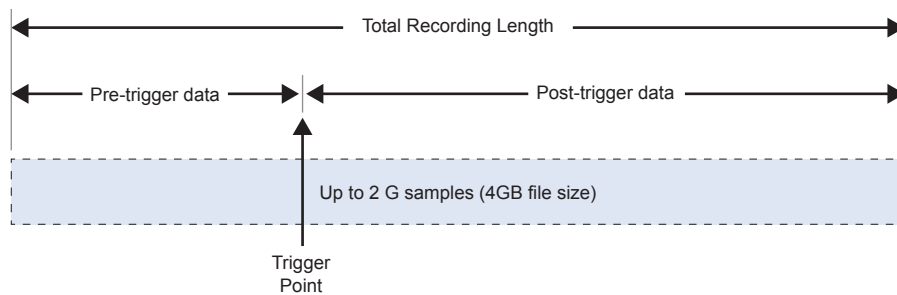 Total Recording Length
Pre-trigger data
Post-trigger data
Up to 2 G samples (4GB file size)
Trigger
Point